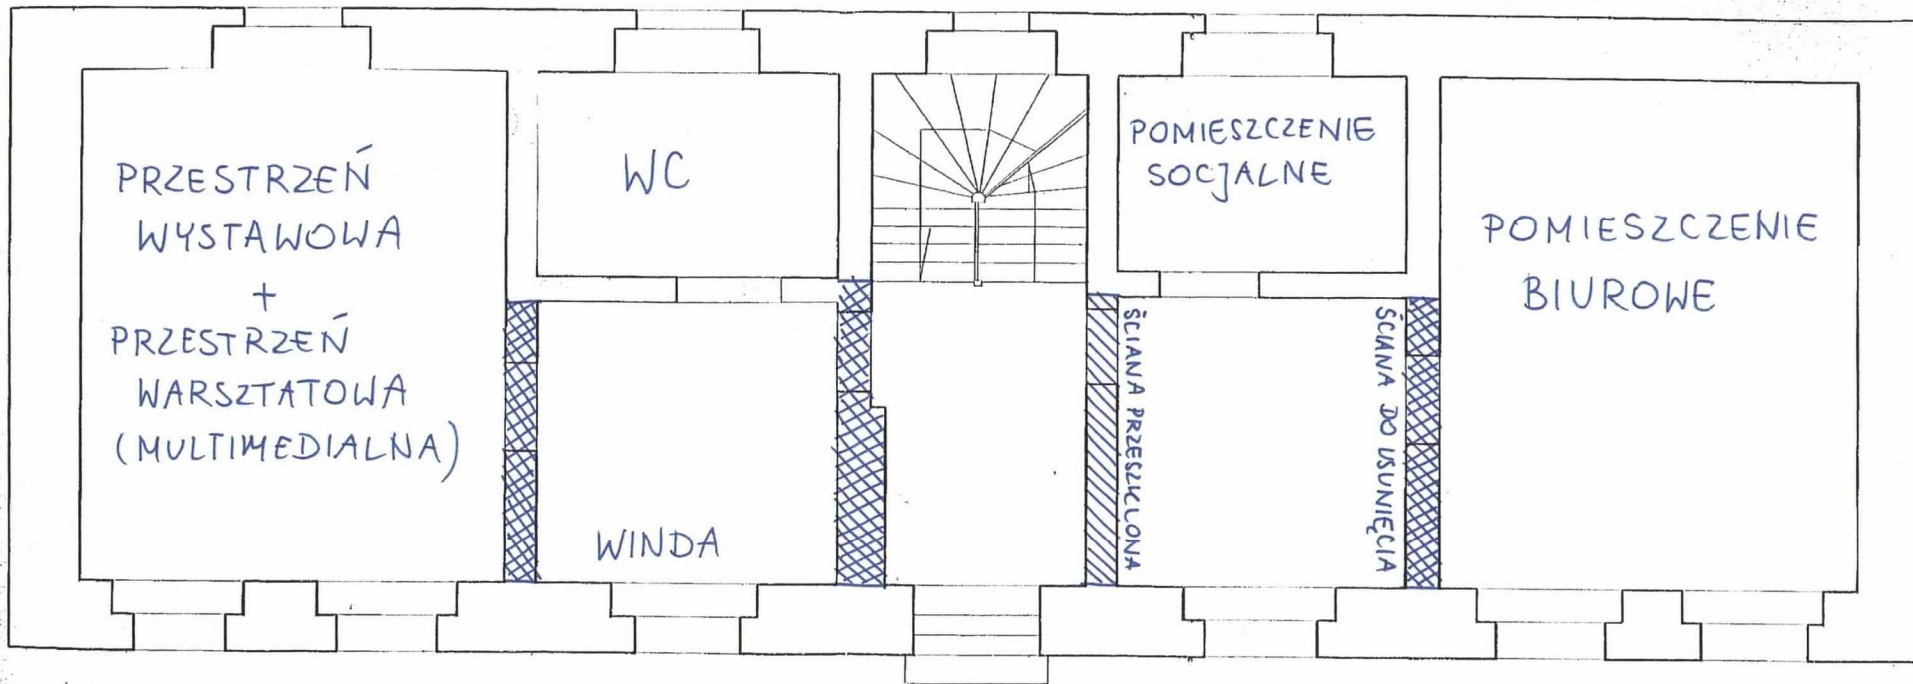 PRZESTRZEŃ
WYSTAWOWA
+
PRZESTRZEŃ
WARSZTATOWA
(MULTIMEDIALNA)
WC
WINDA
POMIESZCZENIE
SOCJALNE
ŚCIANA PRZESZKLONA
ŚCIANA DO USUNIĘCIA
POMIESZCZENIE
BIUROWE